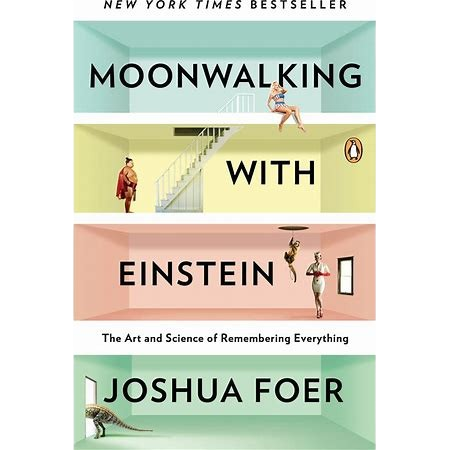 NEW YORK TIMES BESTSELLER
MOONWALKING
WITH
EINSTEIN
The Art and Science of Remembering Everything
JOSHUA FOER